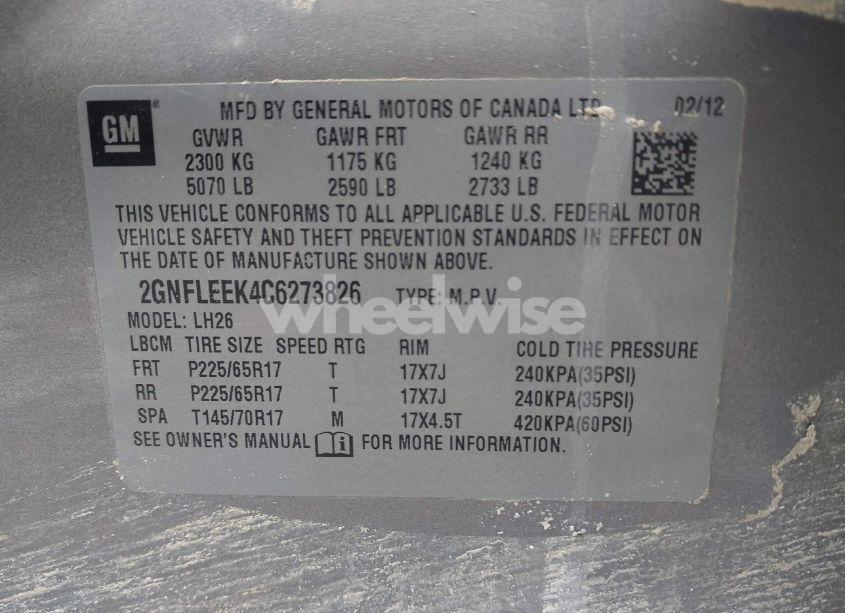 GM ® MFD BY GENERAL MOTORS OF CANADA LTD 02/12
GVWR GAWR FRT GAWR RR
2300 KG 1175 KG 1240 KG
5070 LB 2590 LB 2733 LB
THIS VEHICLE CONFORMS TO ALL APPLICABLE U.S. FEDERAL MOTOR
VEHICLE SAFETY AND THEFT PREVENTION STANDARDS IN EFFECT ON
THE DATE OF MANUFACTURE SHOWN ABOVE.
2GNFLEEK4C6273826 TYPE: M.P.V.
wheelwise
MODEL: LH26
LBCM TIRE SIZE SPEED RTG RIM COLD TIRE PRESSURE
FRT P225/65R17 T 17X7J 240KPA(35PSI)
RR P225/65R17 T 17X7J 240KPA(35PSI)
SPA T145/70R17 M 17X4.5T 420KPA(60PSI)
SEE OWNER'S MANUAL i FOR MORE INFORMATION.